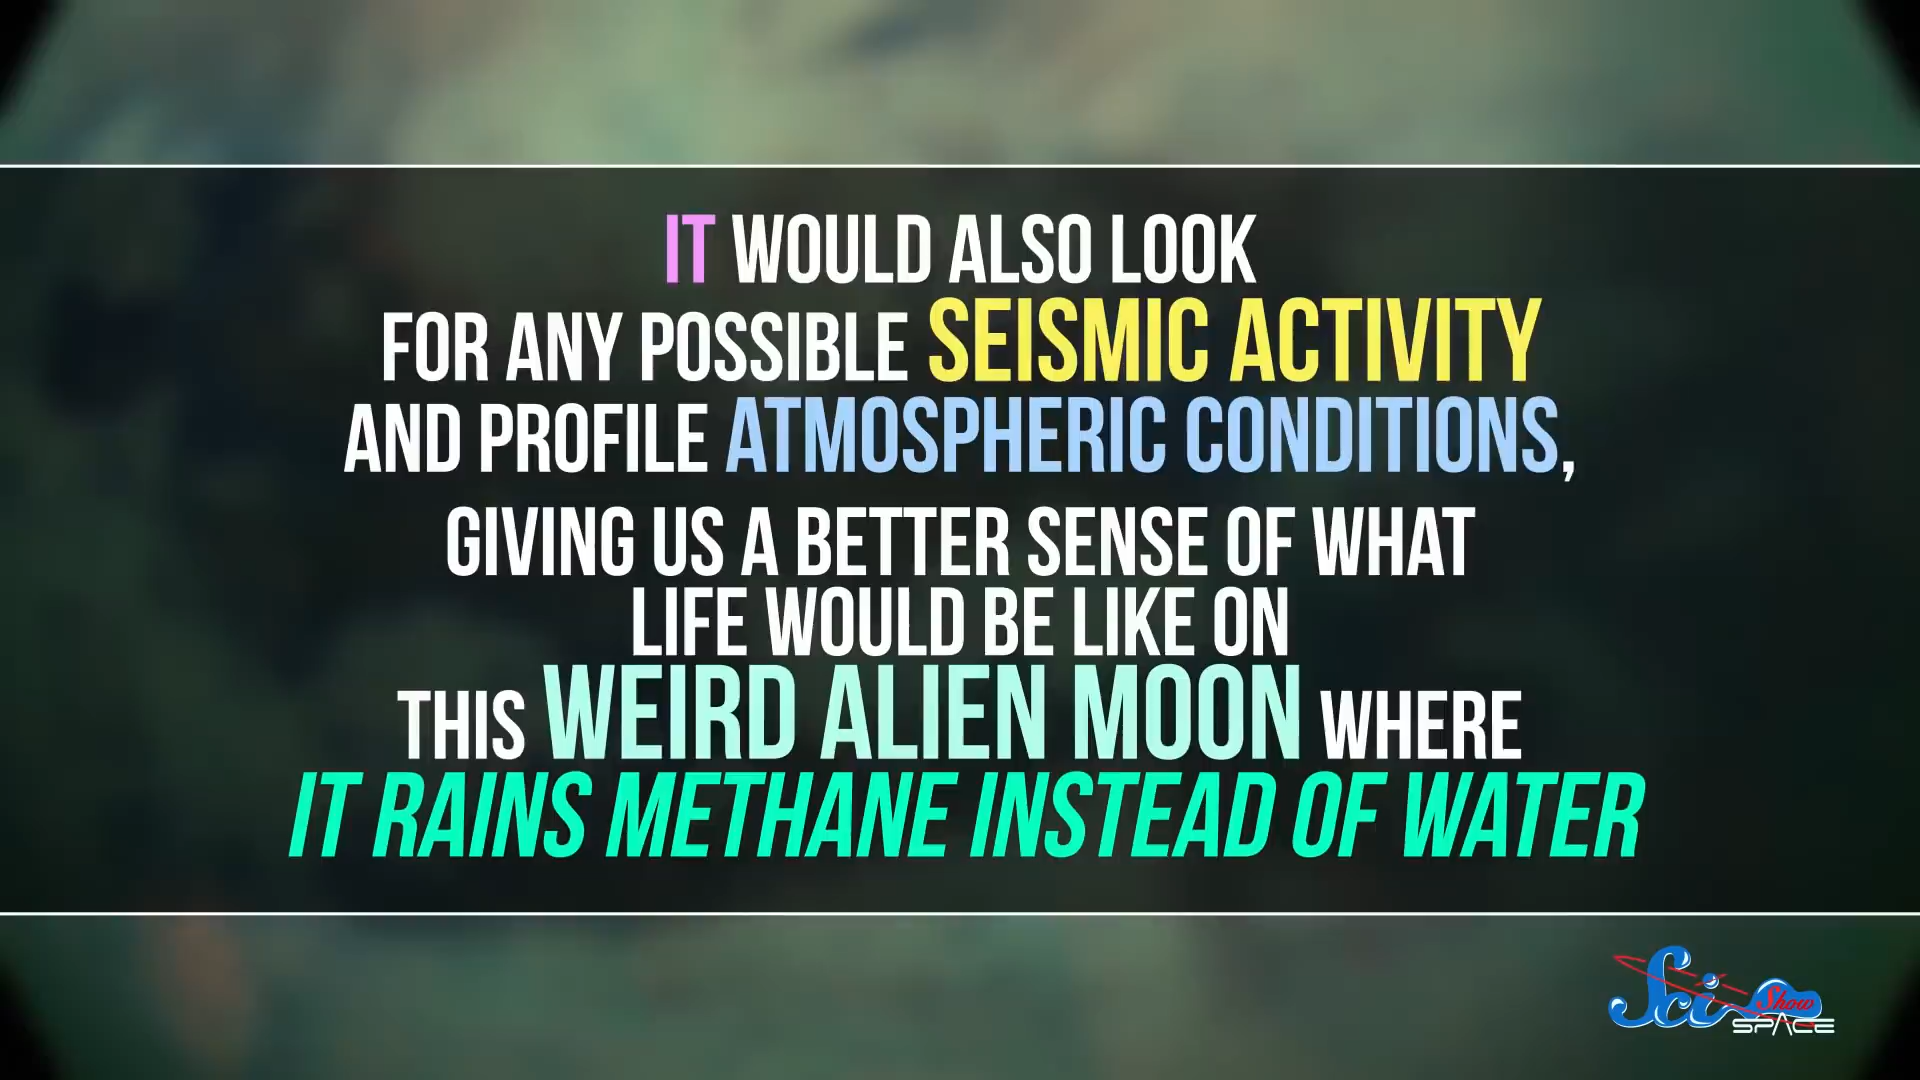 IT WOULD ALSO LOOK
FOR ANY POSSIBLE SEISMIC ACTIVITY
AND PROFILE ATMOSPHERIC CONDITIONS,
GIVING US A BETTER SENSE OF WHAT
LIFE WOULD BE LIKE ON
THIS WEIRD ALIEN MOON WHERE
IT RAINS METHANE INSTEAD OF WATER
Sci Show
SPACE